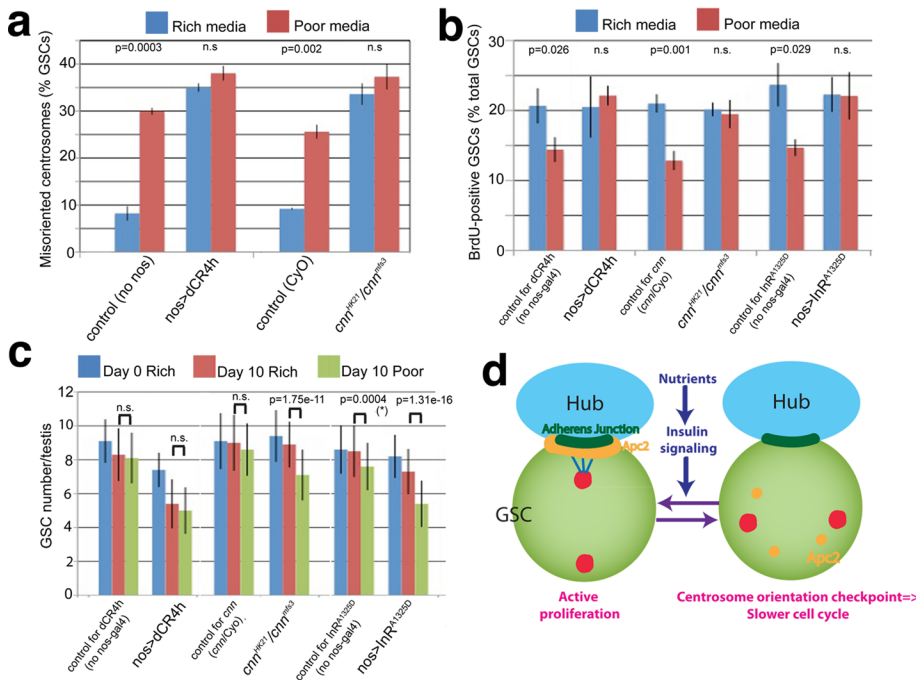 a
Rich media
Poor media
p=0.0003
n.s
p=0.002
n.s
Misoriented centrosomes (% GSCs)
40
30
20
10
0
control (no nos)
nos>dCR4h
control (CyO)
cnnHK21/cnnmfs3
b
Rich media
Poor media
p=0.026
n.s
p=0.001
n.s.
p=0.029
n.s.
BrdU-positive GSCs (% total GSCs)
30
20
10
0
control for dCR4h
(no nos-gal4)
nos>dCR4h
control for cnn
(cnn/Cyo)
cnnHK21/cnnmfs3
control for InRA1325D
(no nos-gal4)
nos>InRA1325D
c
Day 0 Rich
Day 10 Rich
Day 10 Poor
n.s.
n.s.
n.s.
p=1.75e-11
p=0.0004
(*)
p=1.31e-16
GSC number/testis
12
10
8
6
4
2
0
control for dCR4h
(no nos-gal4)
nos>dCR4h
control for cnn
(cnn/Cyo).
cnnHK21/cnnmfs3
control for InRA1325D
(no nos-gal4)
nos>InRA1325D
d
Hub
Adherens Junction
Apc2
GSC
Active
proliferation
Nutrients
Insulin
signaling
Hub
Apc2
Centrosome orientation checkpoint=>
Slower cell cycle